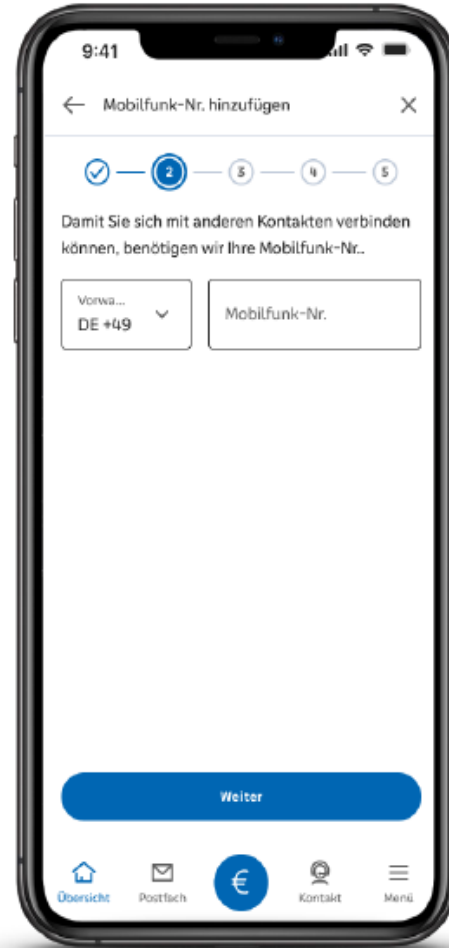 9:41
Mobilfunk-Nr. hinzufügen
2 3 4 5
Damit Sie sich mit anderen Kontakten verbinden
können, benötigen wir Ihre Mobilfunk-Nr..
Vorwa...
DE +49
Mobilfunk-Nr.
Weiter
€
Übersicht Postfach Kontakt Menü